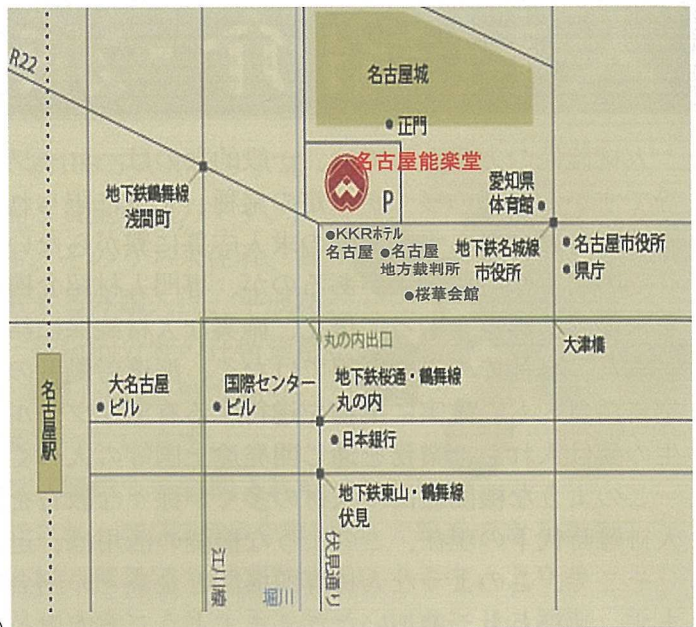 R22
名古屋城
●正門
名古屋能楽堂
P
地下鉄鶴舞線
浅間町
愛知県
体育館●
●KKRホテル
名古屋 ●名古屋
地方裁判所
地下鉄名城線
市役所
●名古屋市役所
●県庁
●桜華会館
丸の内出口
大津橋
名古屋駅
大名古屋
●ビル
国際センター
●ビル
地下鉄桜通・鶴舞線
丸の内
●日本銀行
地下鉄東山・鶴舞線
伏見
江川線
堀川
伏見通り